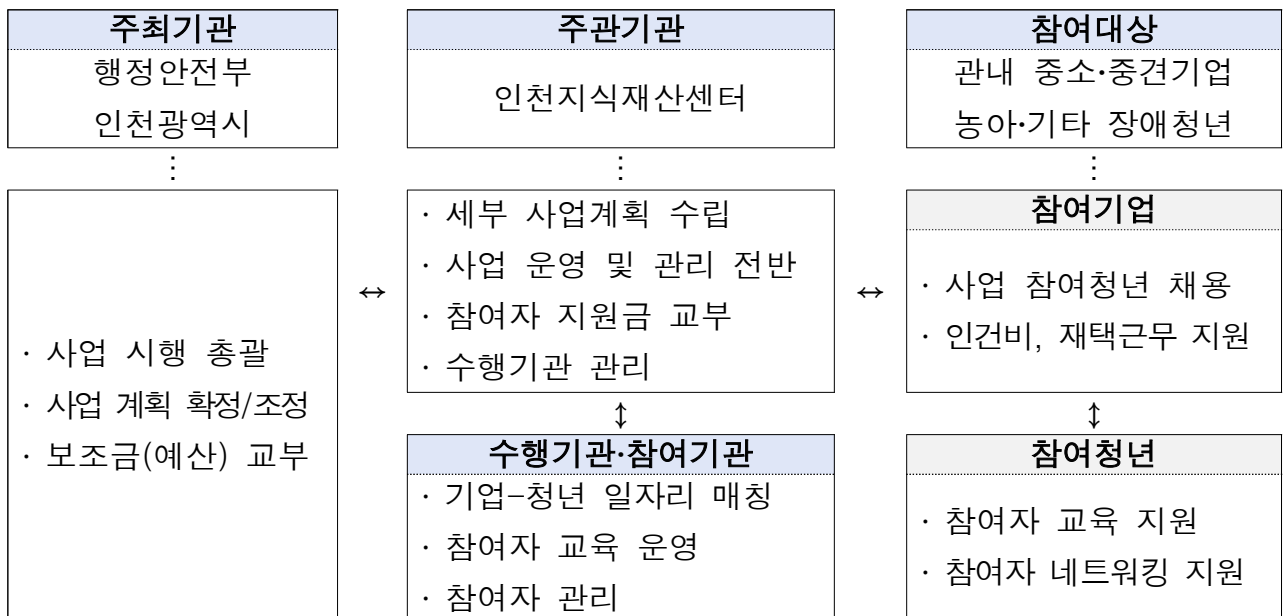 주최기관
행정안전부
인천광역시
⋮
· 사업 시행 총괄
· 사업 계획 확정/조정
· 보조금(예산) 교부
↔
주관기관
인천지식재산센터
⋮
· 세부 사업계획 수립
· 사업 운영 및 관리 전반
· 참여자 지원금 교부
· 수행기관 관리
↕
수행기관·참여기관
· 기업-청년 일자리 매칭
· 참여자 교육 운영
· 참여자 관리
↔
참여대상
관내 중소·중견기업
농아·기타 장애청년
⋮
참여기업
· 사업 참여청년 채용
· 인건비, 재택근무 지원
↕
참여청년
· 참여자 교육 지원
· 참여자 네트워킹 지원